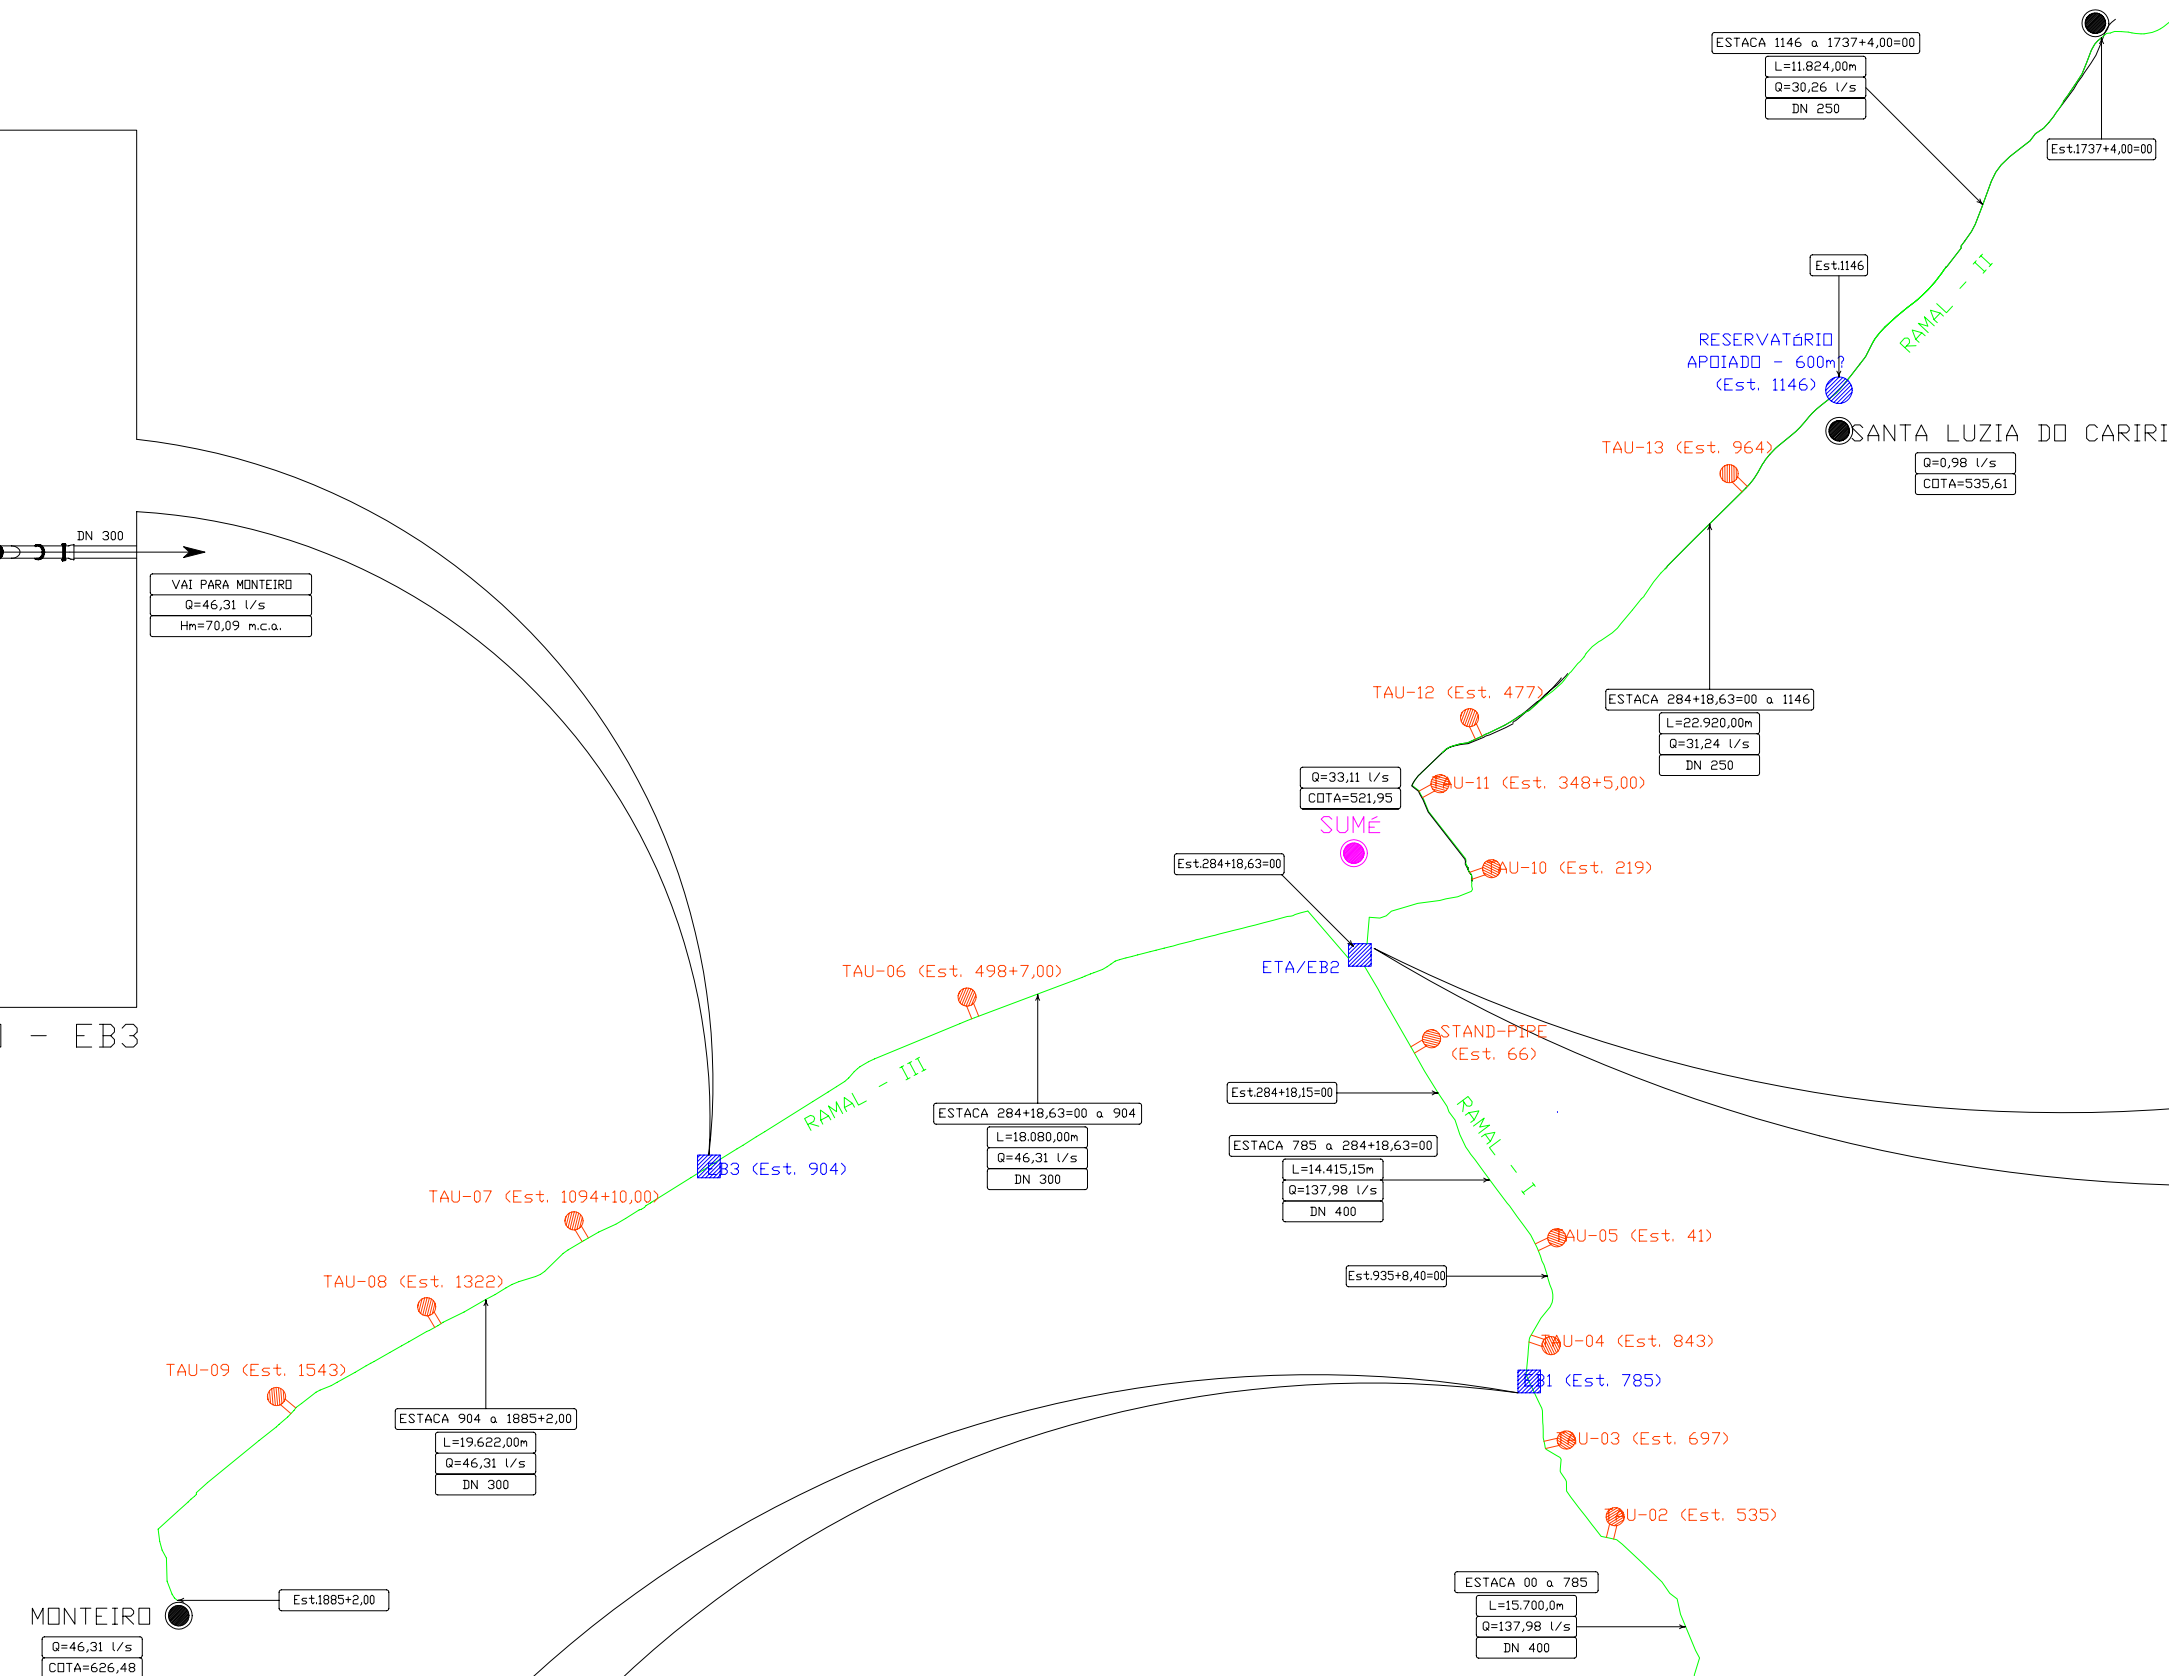 ESTACA 1146 a 1737+4,00=00
L=11.824,00m
Q=30,26 l/s
DN 250
Est.1737+4,00=00
Est.1146
RAMAL - II
RESERVATóRIO
APOIADO - 600m?
(Est. 1146)
SANTA LUZIA DO CARIRI
Q=0,98 l/s
COTA=535,61
TAU-13 (Est. 964)
DN 300
VAI PARA MONTEIRO
Q=46,31 l/s
Hm=70,09 m.c.a.
ESTACA 284+18,63=00 a 1146
L=22.920,00m
Q=31,24 l/s
DN 250
TAU-12 (Est. 477)
TAU-11 (Est. 348+5,00)
Q=33,11 l/s
COTA=521,95
SUMÉ
TAU-10 (Est. 219)
Est.284+18,63=00
ETA/EB2
TAU-06 (Est. 498+7,00)
- EB3
STAND-PIPE
(Est. 66)
RAMAL - III
Est.284+18,15=00
RAMAL - I
ESTACA 284+18,63=00 a 904
L=18.080,00m
Q=46,31 l/s
DN 300
ESTACA 785 a 284+18,63=00
L=14.415,15m
Q=137,98 l/s
DN 400
EB3 (Est. 904)
TAU-07 (Est. 1094+10,00)
TAU-05 (Est. 41)
Est.935+8,40=00
TAU-08 (Est. 1322)
TAU-04 (Est. 843)
TAU-09 (Est. 1543)
EB1 (Est. 785)
ESTACA 904 a 1885+2,00
L=19.622,00m
Q=46,31 l/s
DN 300
TAU-03 (Est. 697)
TAU-02 (Est. 535)
ESTACA 00 a 785
L=15.700,0m
Q=137,98 l/s
DN 400
Est.1885+2,00
MONTEIRO
Q=46,31 l/s
COTA=626,48